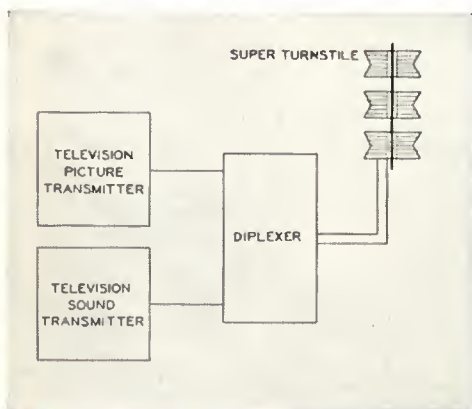 SUPER TURNSTILE
TELEVISION
PICTURE
TRANSMITTER
DIPLEXER
TELEVISION
SOUND
TRANSMITTER